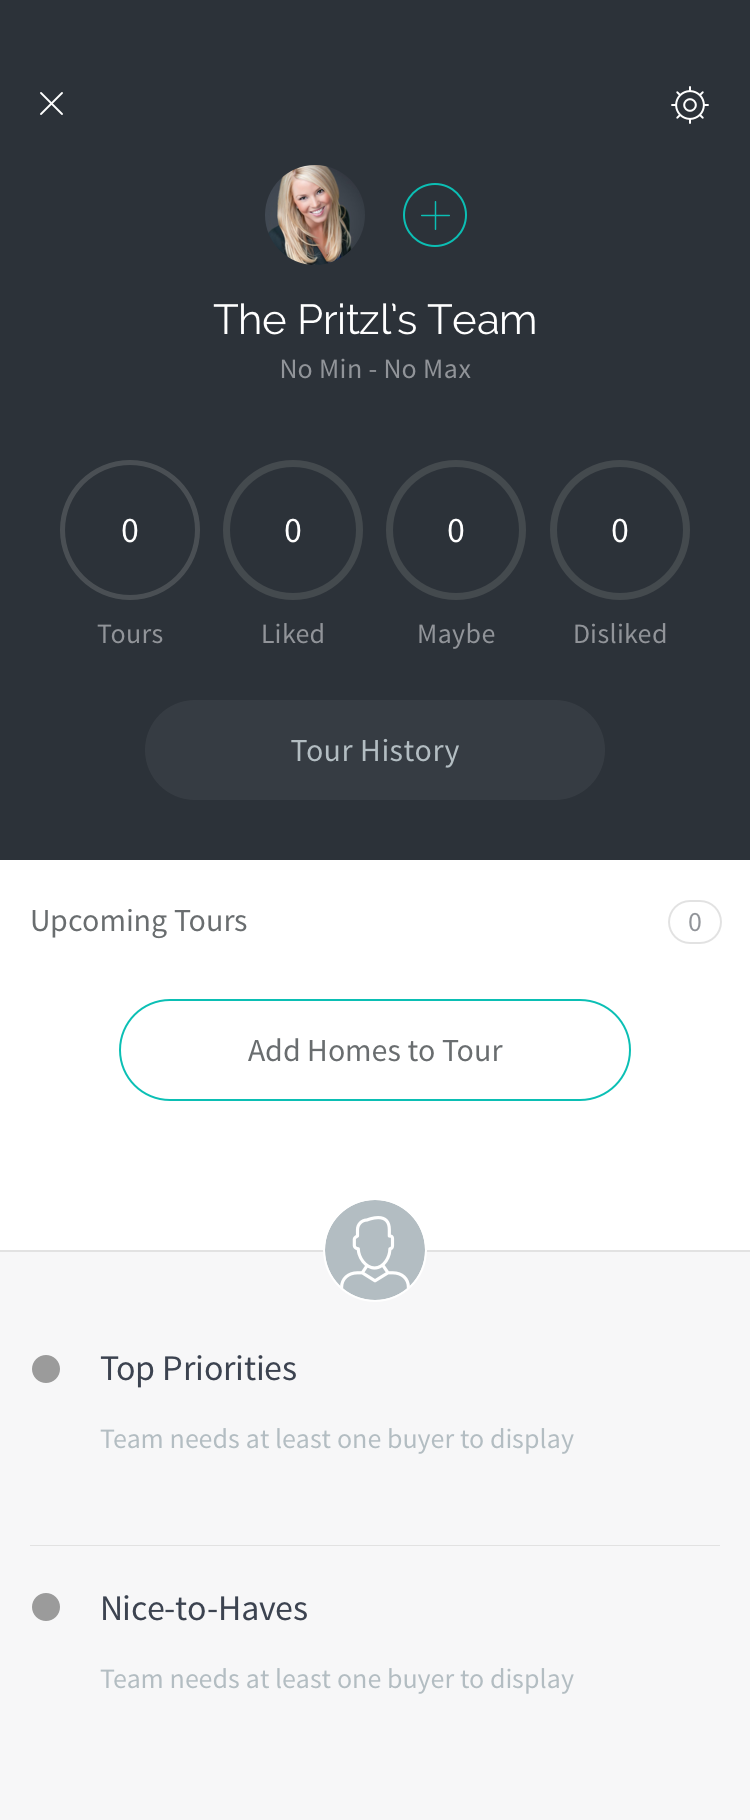 The Pritzl's Team
No Min - No Max
0 0 0 0
Tours Liked Maybe Disliked
Tour History
Upcoming Tours 0
Add Homes to Tour
Top Priorities
Team needs at least one buyer to display
Nice-to-Haves
Team needs at least one buyer to display